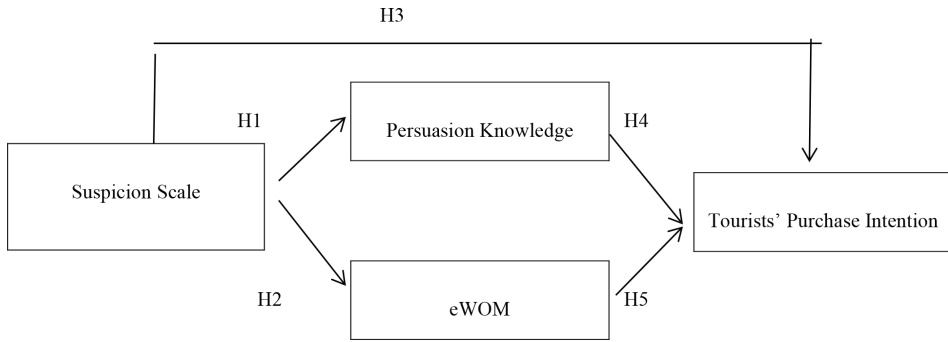 H3
H1
Persuasion Knowledge
H4
Suspicion Scale
Tourists’ Purchase Intention
H2
eWOM
H5